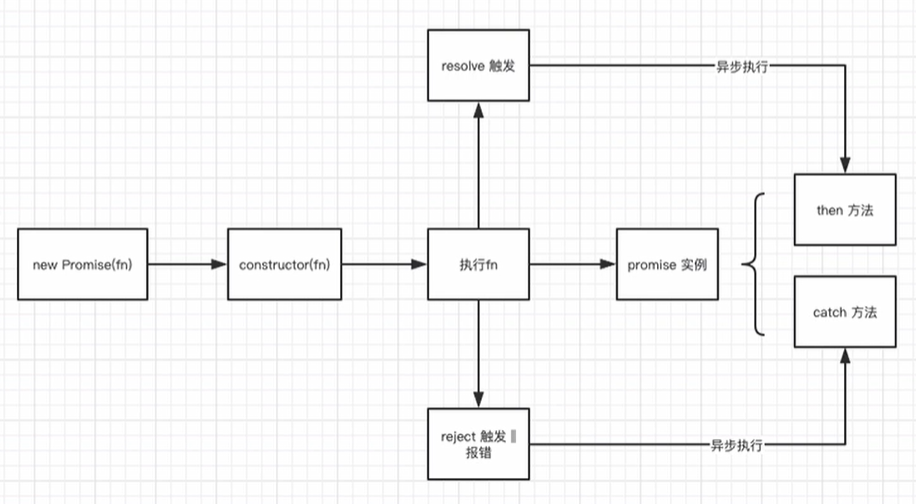 resolve 触发
异步执行
then 方法
new Promise(fn)
constructor(fn)
执行fn
promise 实例
catch 方法
reject 触发 ||
报错
异步执行